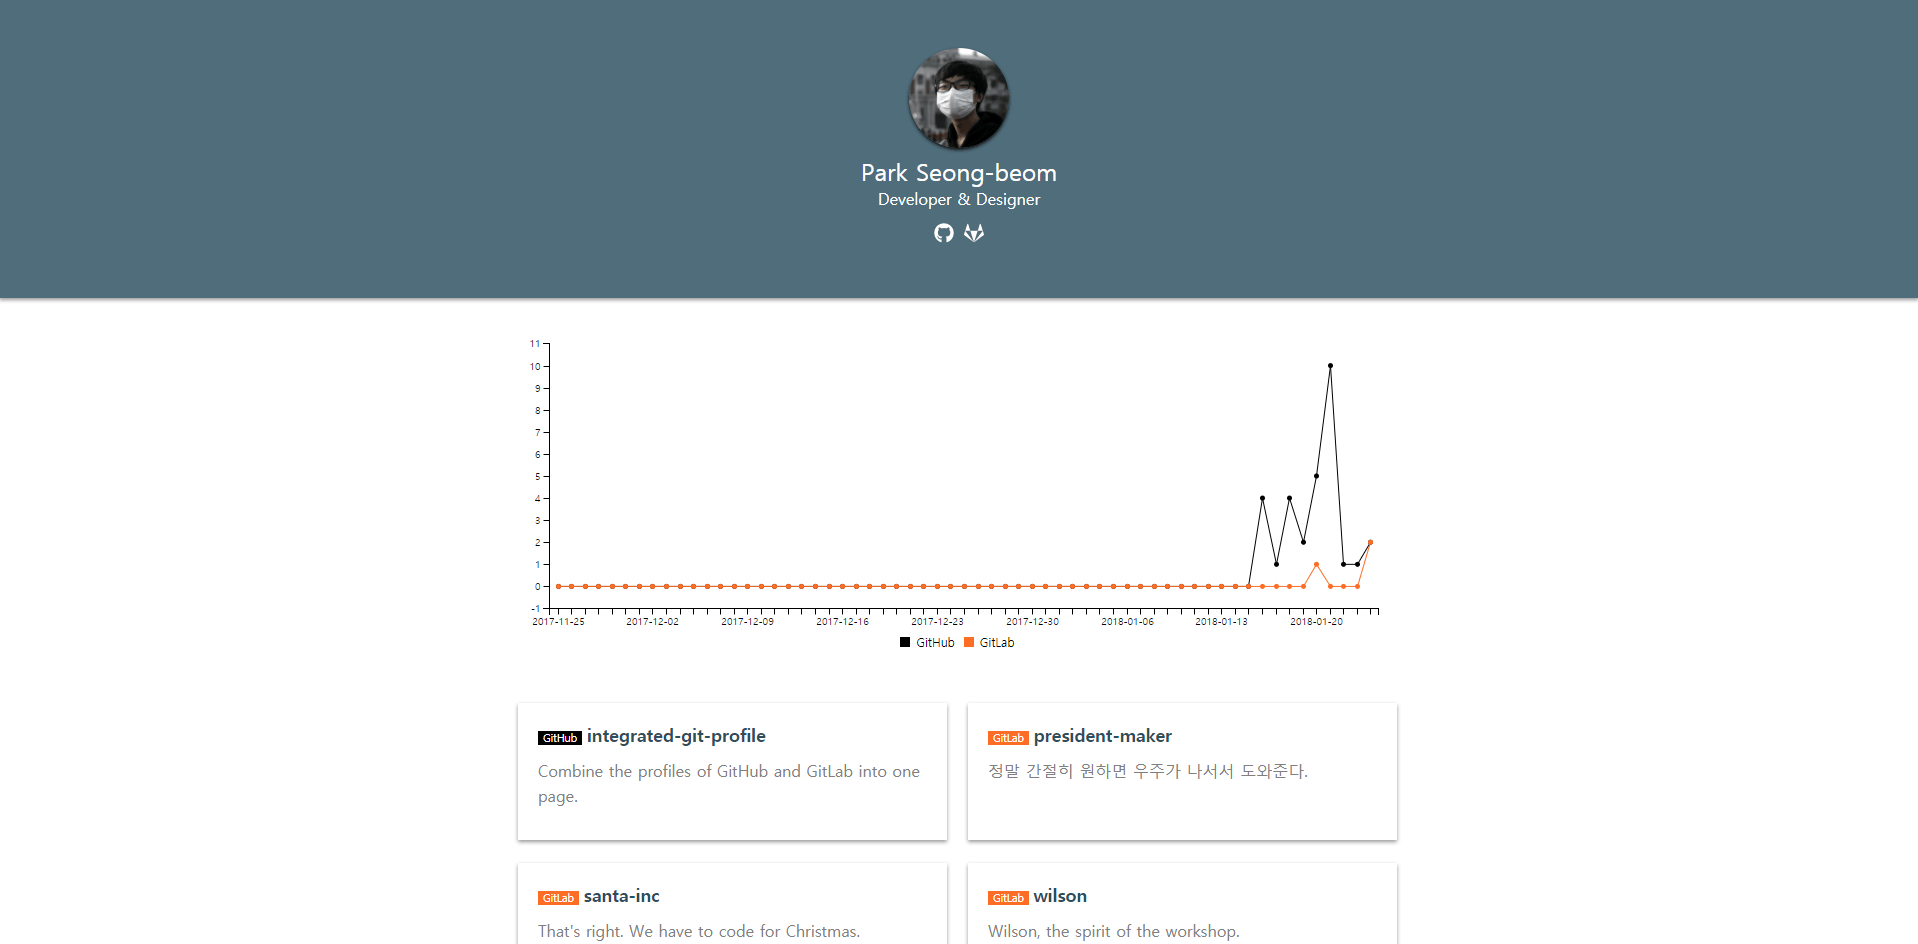 Park Seong-beom
Developer & Designer
11
10
9
8
7
6
5
4
3
2
1
0
-1
2017-11-25 2017-12-02 2017-12-09 2017-12-16 2017-12-23 2017-12-30 2018-01-06 2018-01-13 2018-01-20
GitHub GitLab
GitHub integrated-git-profile
Combine the profiles of GitHub and GitLab into one
page.
GitLab president-maker
정말 간절히 원하면 우주가 나서서 도와준다.
GitLab santa-inc
That's right. We have to code for Christmas.
GitLab wilson
Wilson, the spirit of the workshop.